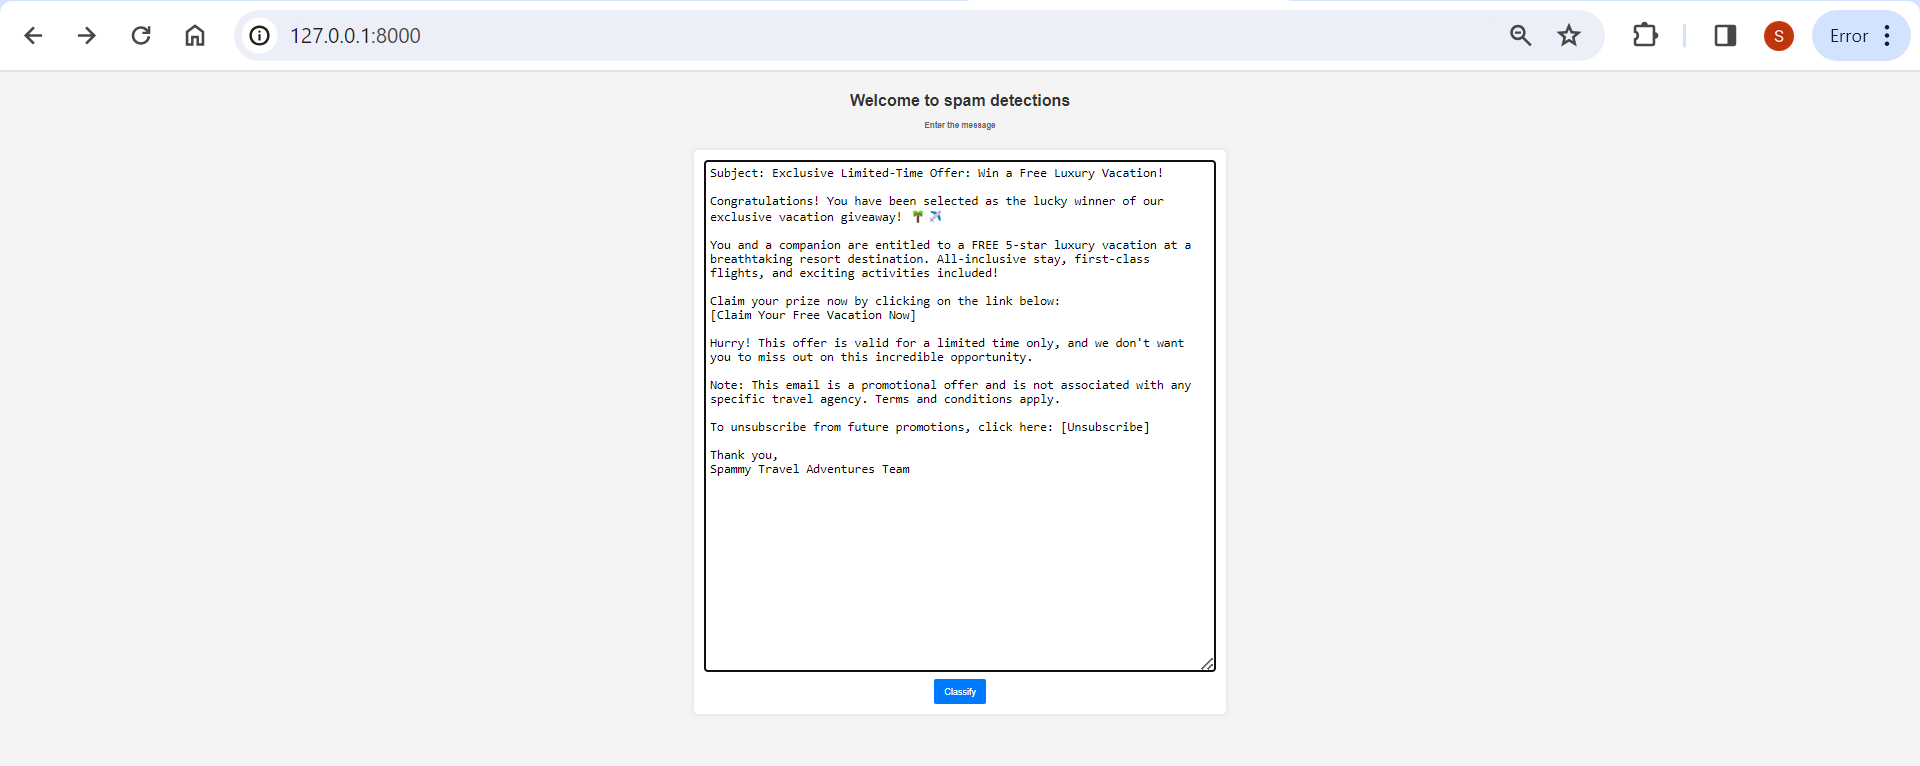 127.0.0.1:8000
S
Error
Welcome to spam detections
Enter the message
Subject: Exclusive Limited-Time Offer: Win a Free Luxury Vacation!
Congratulations! You have been selected as the lucky winner of our
exclusive vacation giveaway! 🌴✈️
You and a companion are entitled to a FREE 5-star luxury vacation at a
breathtaking resort destination. All-inclusive stay, first-class
flights, and exciting activities included!
Claim your prize now by clicking on the link below:
[Claim Your Free Vacation Now]
Hurry! This offer is valid for a limited time only, and we don't want
you to miss out on this incredible opportunity.
Note: This email is a promotional offer and is not associated with any
specific travel agency. Terms and conditions apply.
To unsubscribe from future promotions, click here: [Unsubscribe]
Thank you,
Spammy Travel Adventures Team
Classify